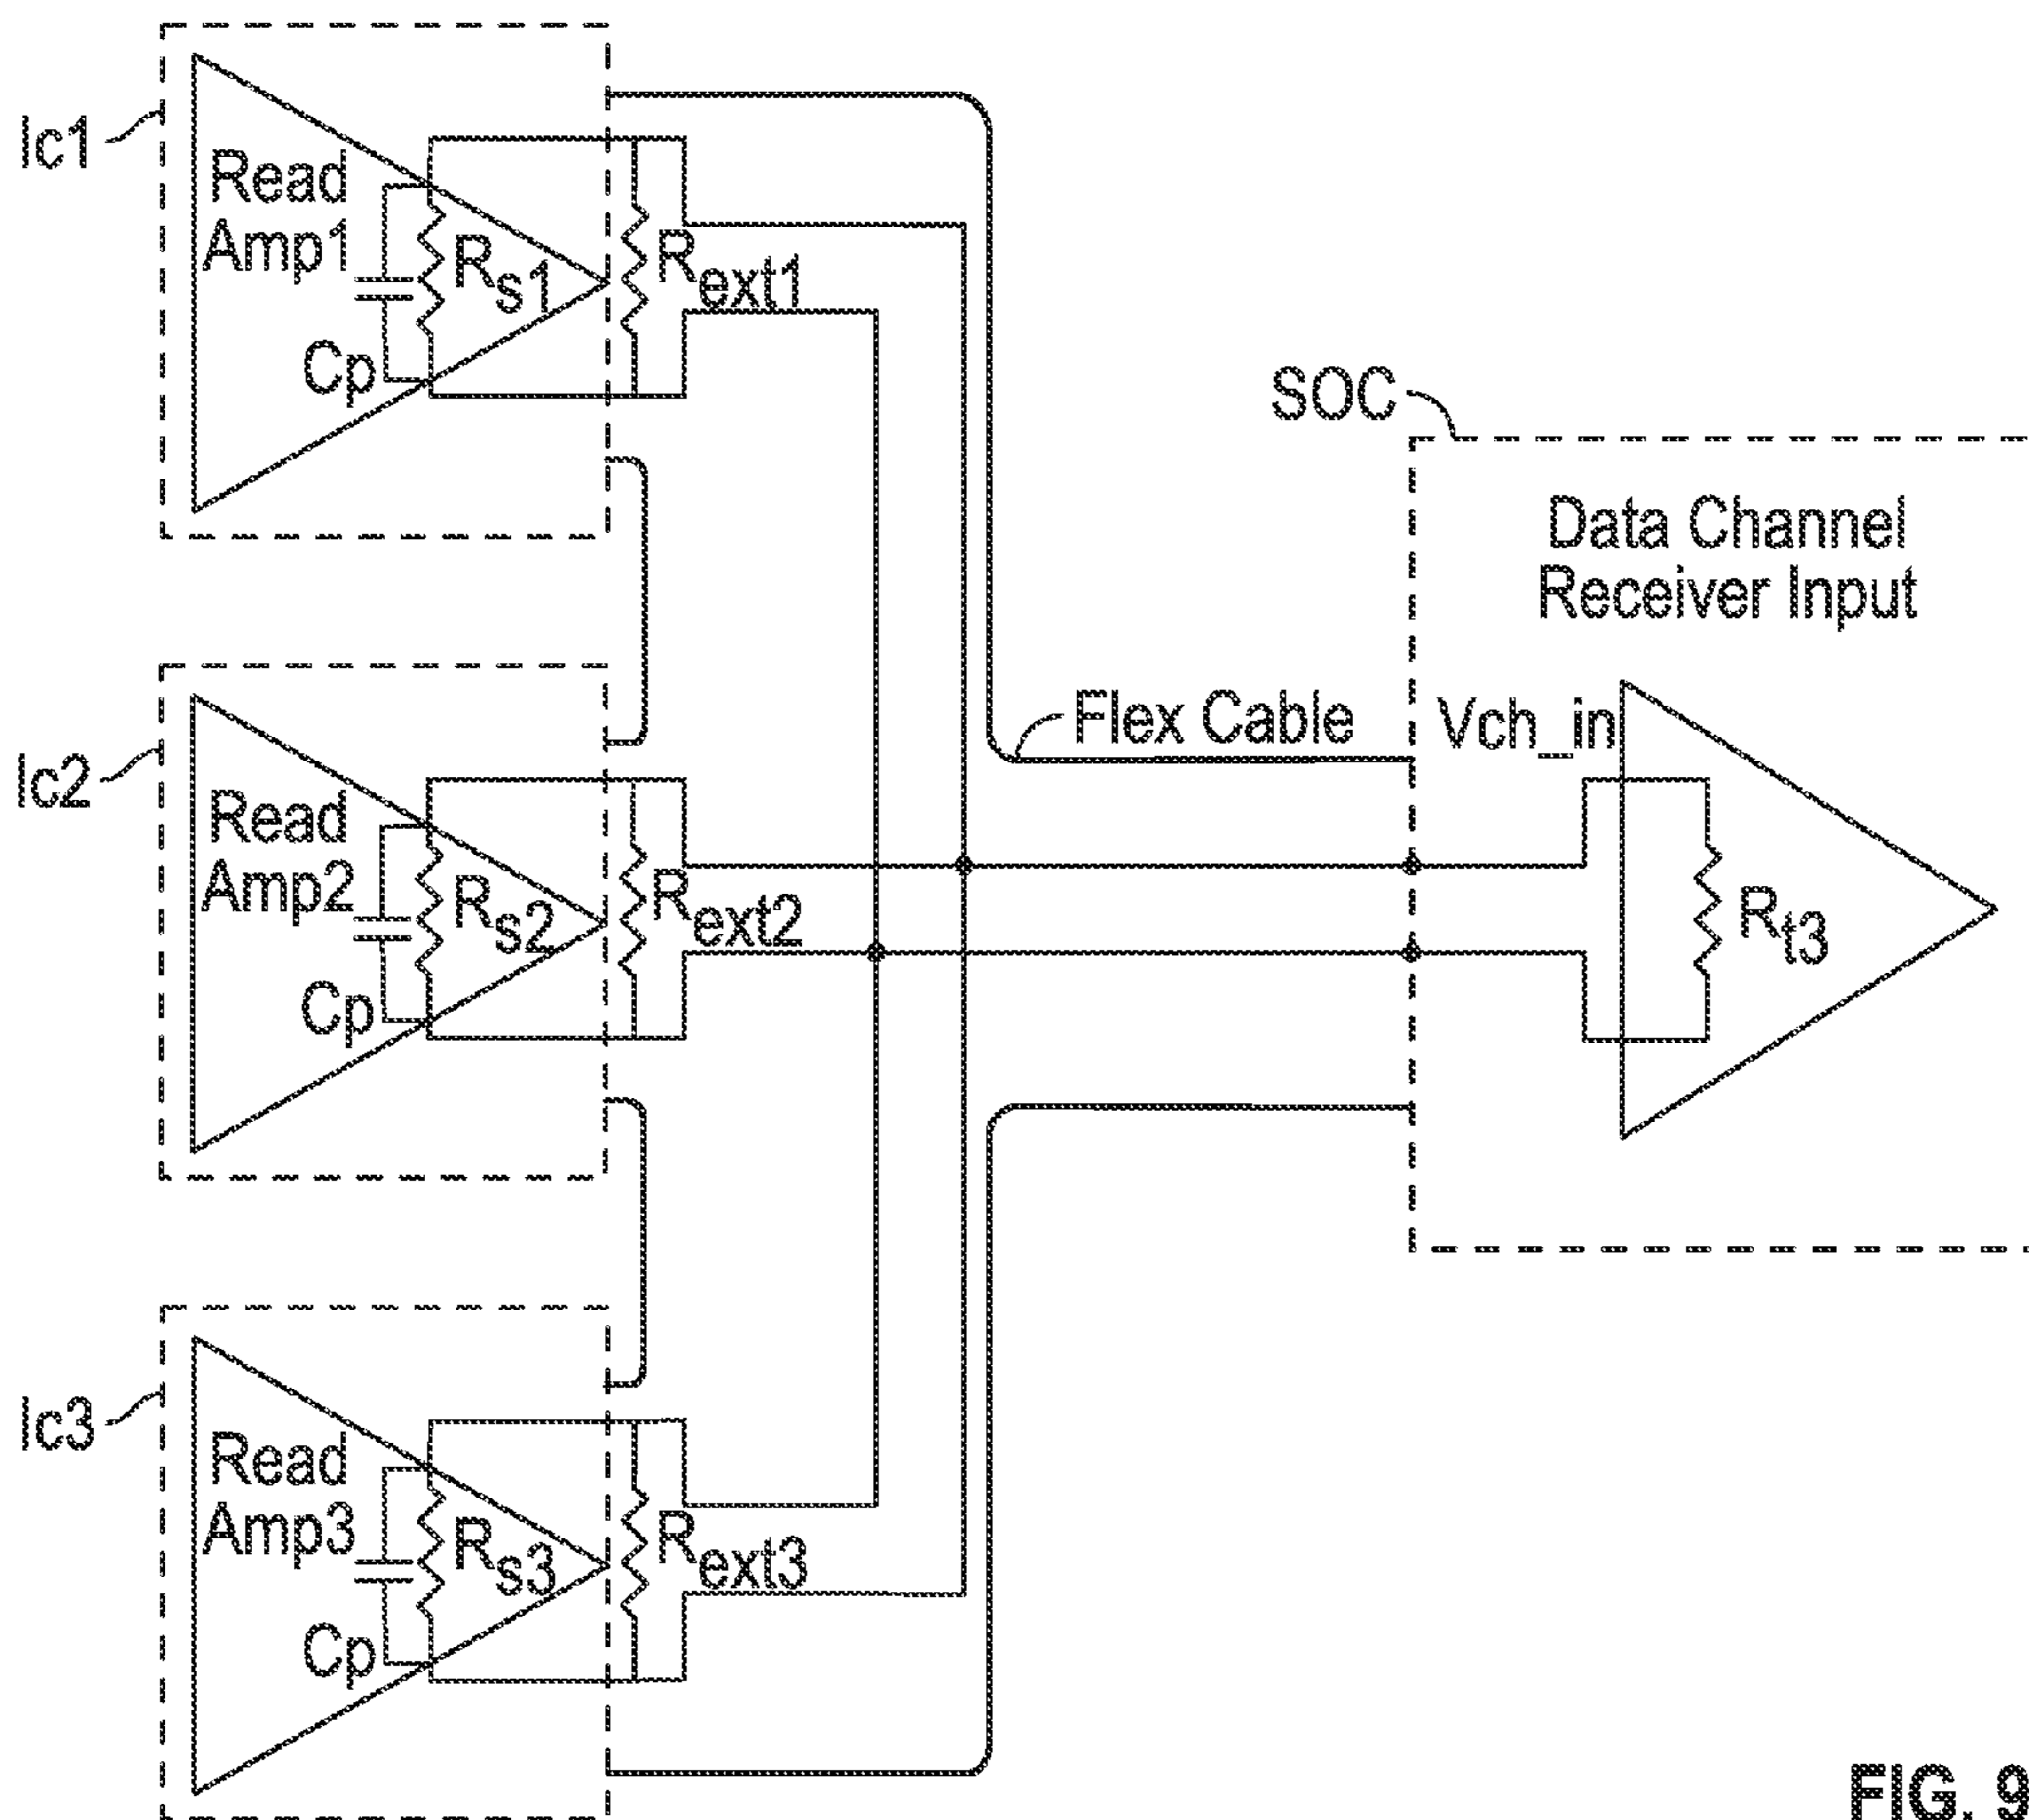 Ic1
Read
Amp1
Rs1
Cp
Rext1
SOC
Data Channel
Receiver Input
Flex Cable
Vch_in
Rt3
Ic2
Read
Amp2
Rs2
Cp
Rext2
Ic3
Read
Amp3
Rs3
Cp
Rext3
FIG. 9